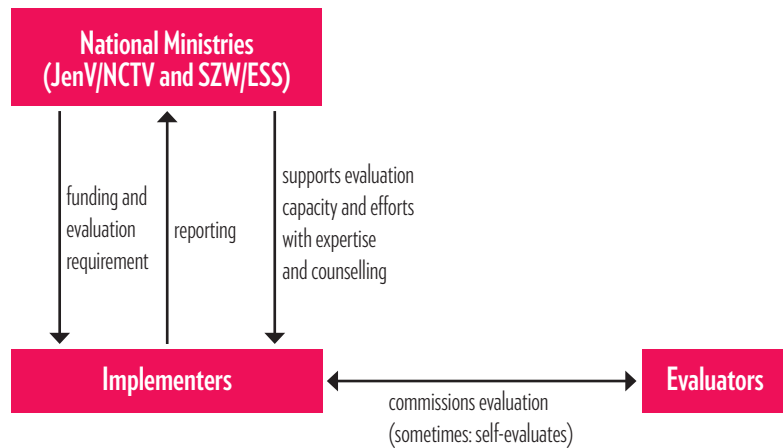 National Ministries
(JenV/NCTV and SZW/ESS)
funding and
evaluation
requirement
reporting
supports evaluation
capacity and efforts
with expertise
and counselling
Implementers
Evaluators
commissions evaluation
(sometimes: self-evaluates)